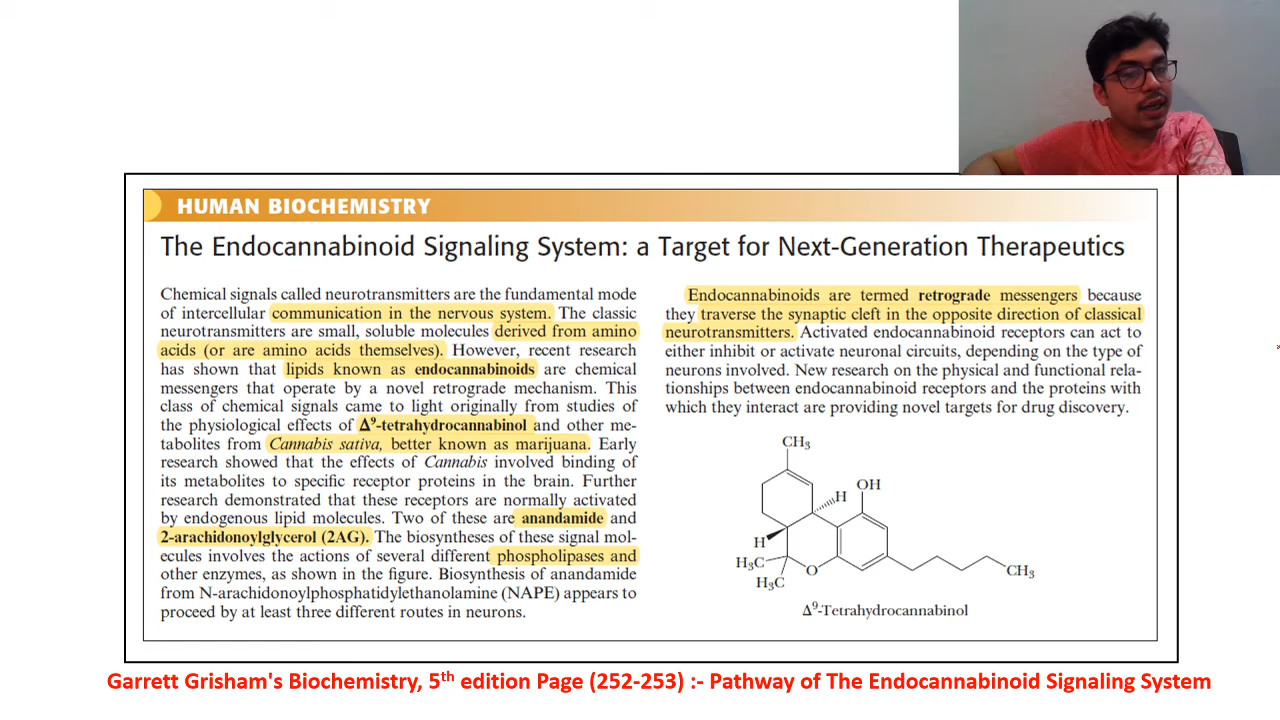 HUMAN BIOCHEMISTRY
The Endocannabinoid Signaling System: a Target for Next-Generation Therapeutics
Chemical signals called neurotransmitters are the fundamental mode
of intercellular communication in the nervous system. The classic
neurotransmitters are small, soluble molecules derived from amino
acids (or are amino acids themselves). However, recent research
has shown that lipids known as endocannabinoids are chemical
messengers that operate by a novel retrograde mechanism. This
class of chemical signals came to light originally from studies of
the physiological effects of Δ⁹-tetrahydrocannabinol and other me-
tabolites from Cannabis sativa, better known as marijuana. Early
research showed that the effects of Cannabis involved binding of
its metabolites to specific receptor proteins in the brain. Further
research demonstrated that these receptors are normally activated
by endogenous lipid molecules. Two of these are anandamide and
2-arachidonoylglycerol (2AG). The biosyntheses of these signal mol-
ecules involves the actions of several different phospholipases and
other enzymes, as shown in the figure. Biosynthesis of anandamide
from N-arachidonoylphosphatidylethanolamine (NAPE) appears to
proceed by at least three different routes in neurons.
Endocannabinoids are termed retrograde messengers because
they traverse the synaptic cleft in the opposite direction of classical
neurotransmitters. Activated endocannabinoid receptors can act to
either inhibit or activate neuronal circuits, depending on the type of
neurons involved. New research on the physical and functional rela-
tionships between endocannabinoid receptors and the proteins with
which they interact are providing novel targets for drug discovery.
CH₃
OH
H
H
H₃C
O
CH₃
H₃C
Δ⁹-Tetrahydrocannabinol
Garrett Grisham's Biochemistry, 5th edition Page (252-253) :- Pathway of The Endocannabinoid Signaling System